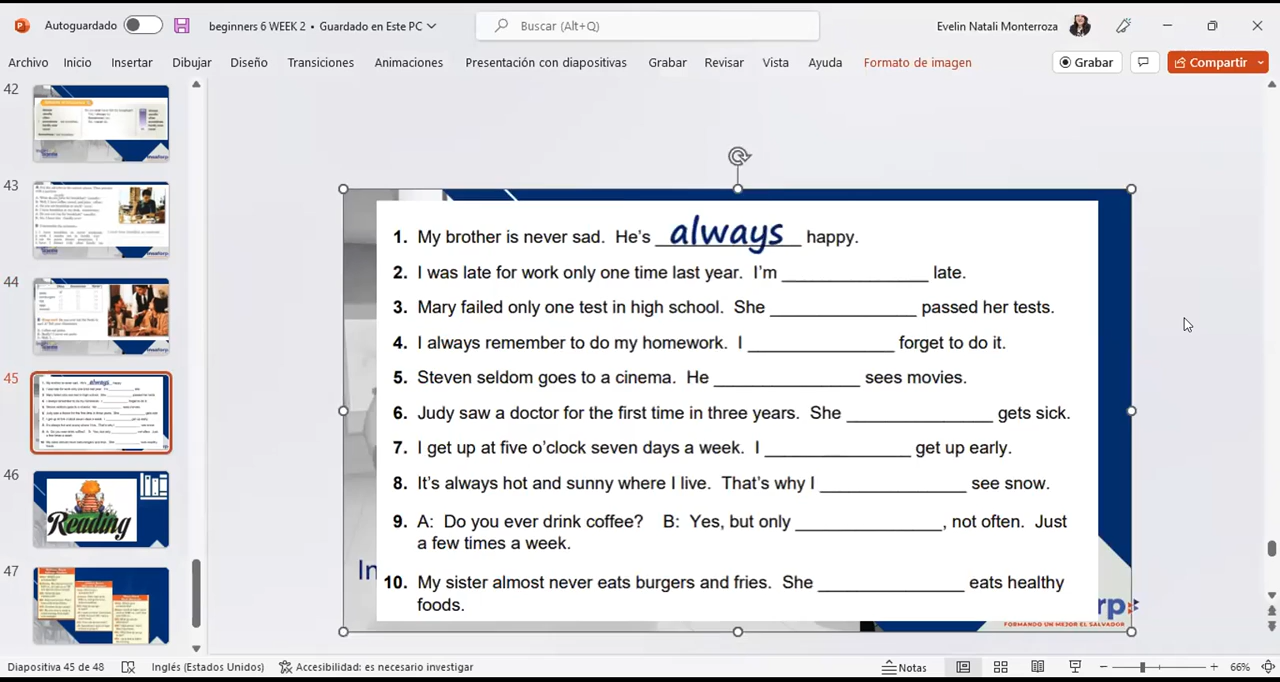 Autoguardado
beginners 6 WEEK 2 • Guardado en Este PC
Buscar (Alt+Q)
Evelin Natali Monterroza
Archivo Inicio Insertar Dibujar Diseño Transiciones Animaciones Presentación con diapositivas Grabar Revisar Vista Ayuda Formato de imagen
Grabar
Compartir
42
43
44
45
46
Reading
47
1. My brother is never sad. He's always happy.
2. I was late for work only one time last year. I'm ______________ late.
3. Mary failed only one test in high school. She ______________ passed her tests.
4. I always remember to do my homework. I ______________ forget to do it.
5. Steven seldom goes to a cinema. He ______________ sees movies.
6. Judy saw a doctor for the first time in three years. She ______________ gets sick.
7. I get up at five o'clock seven days a week. I ______________ get up early.
8. It's always hot and sunny where I live. That's why I ______________ see snow.
9. A: Do you ever drink coffee? B: Yes, but only ______________, not often. Just
a few times a week.
10. My sister almost never eats burgers and fries. She ______________ eats healthy
foods.
In
rp
FORMANDO UN MEJOR EL SALVADOR
Diapositiva 45 de 48
Inglés (Estados Unidos)
Accesibilidad: es necesario investigar
Notas
66%